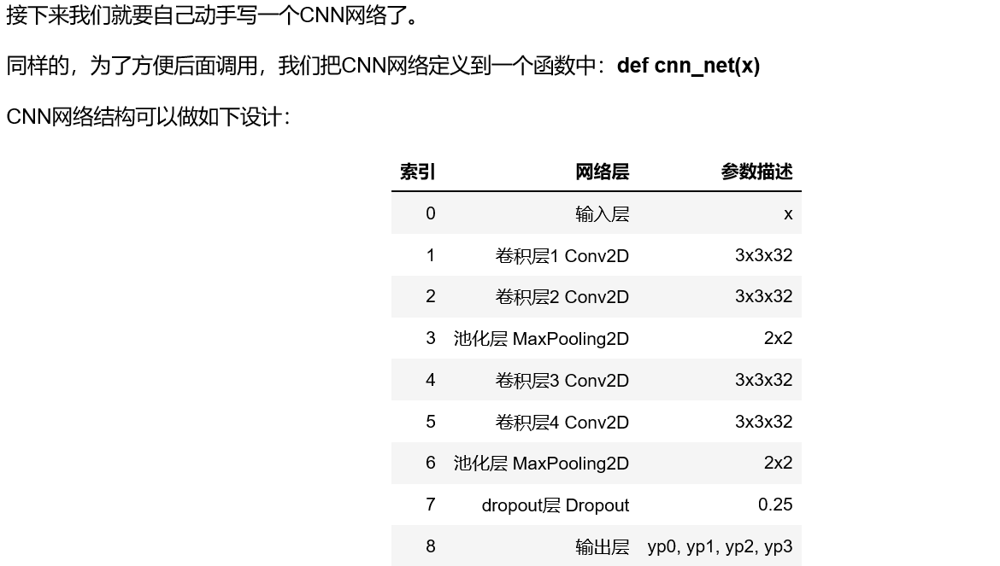 接下来我们就要自己动手写一个CNN网络了。
同样的，为了方便后面调用，我们把CNN网络定义到一个函数中：def cnn_net(x)
CNN网络结构可以做如下设计：
索引 网络层 参数描述
0 输入层 x
1 卷积层1 Conv2D 3x3x32
2 卷积层2 Conv2D 3x3x32
3 池化层 MaxPooling2D 2x2
4 卷积层3 Conv2D 3x3x32
5 卷积层4 Conv2D 3x3x32
6 池化层 MaxPooling2D 2x2
7 dropout层 Dropout 0.25
8 输出层 yp0, yp1, yp2, yp3